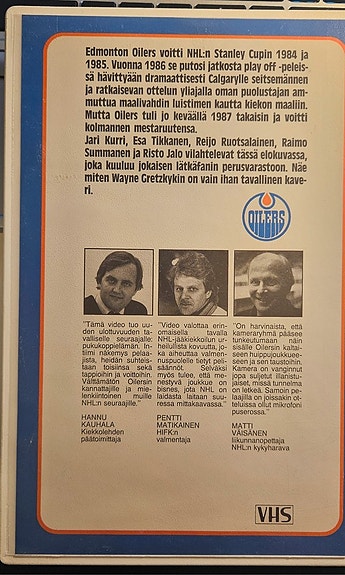 Edmonton Oilers voitti NHL:n Stanley Cupin 1984 ja
1985. Vuonna 1986 se putosi jatkosta play off -peleis-
sä hävittyään dramaattisesti Calgarylle seitsemännen
ja ratkaisevan ottelun yliajalla oman puolustajan am-
muttua maalivahdin luistimen kautta kiekon maaliin.
Mutta Oilers tuli jo keväällä 1987 takaisin ja voitti
kolmannen mestaruutensa.
Jari Kurri, Esa Tikkanen, Reijo Ruotsalainen, Raimo
Summanen ja Risto Jalo vilahtelevat tässä elokuvassa,
joka kuuluu jokaisen lätkäfanin perusvarastoon. Näe
miten Wayne Gretzkykin on vain ihan tavallinen kave-
ri.
OILERS
"Tämä video tuo uu-
den ulottuvuuden ta-
valliselle seuraajalle:
pukukoppielämän. In-
tiimi näkemys pelaa-
jista, heidän suhteis-
taan toisiinsa sekä
tappioihin ja voittoihin.
Välttämätön Oilersin
kannattajille ja mie-
lenkiintoinen muille
NHL:n seuraajille."
HANNU
KAUHALA
Kiekkolehden
päätoimittaja
"Video valottaa erin-
omaisella tavalla
NHL-jääkiekkoilun ur-
heilullista kovuutta, jo-
ka aiheuttaa valmen-
nuspuolelle tietyt peli-
säännöt. Selväksi
myös tulee, että me-
nestyvä joukkue on
bisnes, jota NHL on
laidasta laitaan suu-
ressa mittakaavassa."
PENTTI
MATIKAINEN
HIFK:n
valmentaja
"On harvinaista, että
kameraryhmä pääsee
tunkeutumaan näin
sisälle Oilersin kaltai-
seen huippujoukkuee-
seen ja sen taustoihin.
Kamera on vanginnut
jopa suljetut illanistu-
jaiset, missä tunnelma
on letkeä. Samoin pe-
laajilla on joissakin ot-
teluissa ollut mikrofoni
puserossa."
MATTI
VÄISÄNEN
liikunnanopettaja
NHL:n kykyharava
VHS